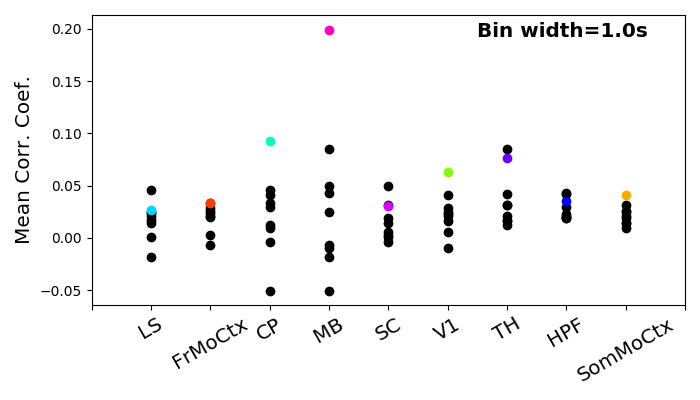 Bin width=1.0s
Mean Corr. Coef.
0.20
0.15
0.10
0.05
0.00
−0.05
LS
FrMoCtx
CP
MB
SC
V1
TH
HPF
SomMoCtx